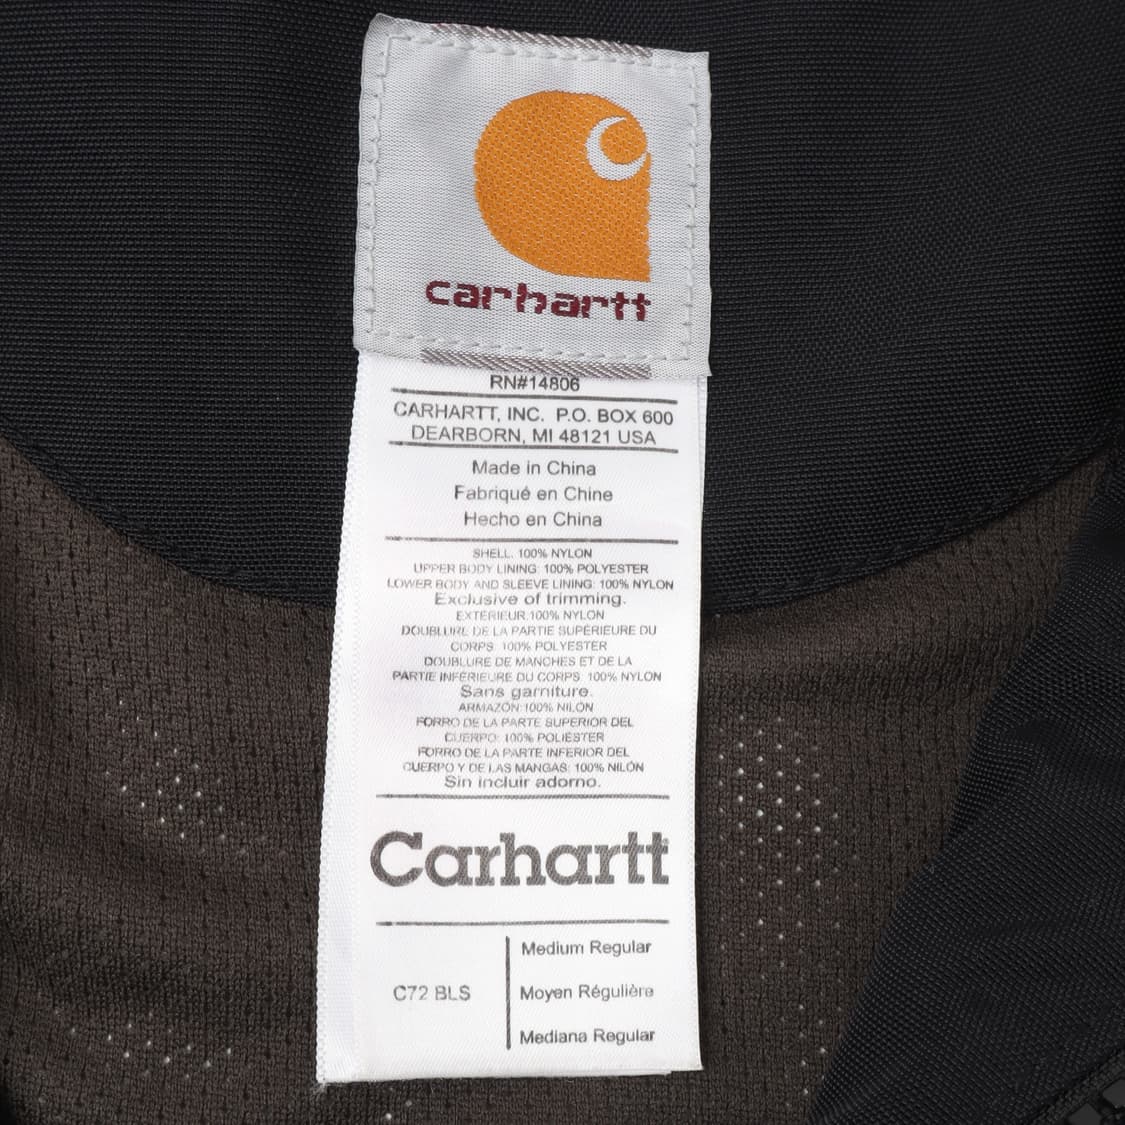 carhartt
RN#14806
CARHARTT, INC. P.O. BOX 600
DEARBORN, MI 48121 USA
Made in China
Fabriqué en Chine
Hecho en China
SHELL: 100% NYLON
UPPER BODY LINING: 100% POLYESTER
LOWER BODY AND SLEEVE LINING: 100% NYLON
Exclusive of trimming.
EXTÉRIEUR:100% NYLON
DOUBLURE DE LA PARTIE SUPÉRIEURE DU
CORPS: 100% POLYESTER
DOUBLURE DE MANCHES ET DE LA
PARTIE INFÉRIEURE DU CORPS: 100% NYLON
Sans garniture.
ARMAZÓN:100% NILÓN
FORRO DE LA PARTE SUPERIOR DEL
CUERPO: 100% POLIÉSTER
FORRO DE LA PARTE INFERIOR DEL
CUERPO Y DE LAS MANGAS: 100% NILÓN
Sin incluir adorno.
Carhartt
C72 BLS
Medium Regular
Moyen Régulière
Mediana Regular